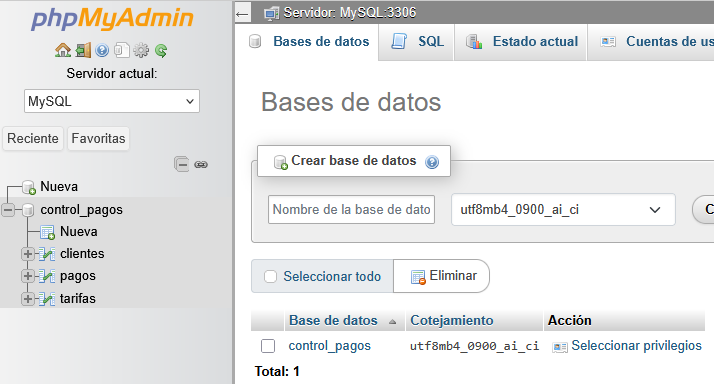 phpMyAdmin
Servidor actual:
MySQL
Reciente Favoritas
Nueva
control_pagos
Nueva
clientes
pagos
tarifas
Servidor: MySQL:3306
Bases de datos SQL Estado actual Cuentas de us
Bases de datos
Crear base de datos
Nombre de la base de dato utf8mb4_0900_ai_ci C
Seleccionar todo Eliminar
Base de datos Cotejamiento Acción
control_pagos utf8mb4_0900_ai_ci Seleccionar privilegios
Total: 1